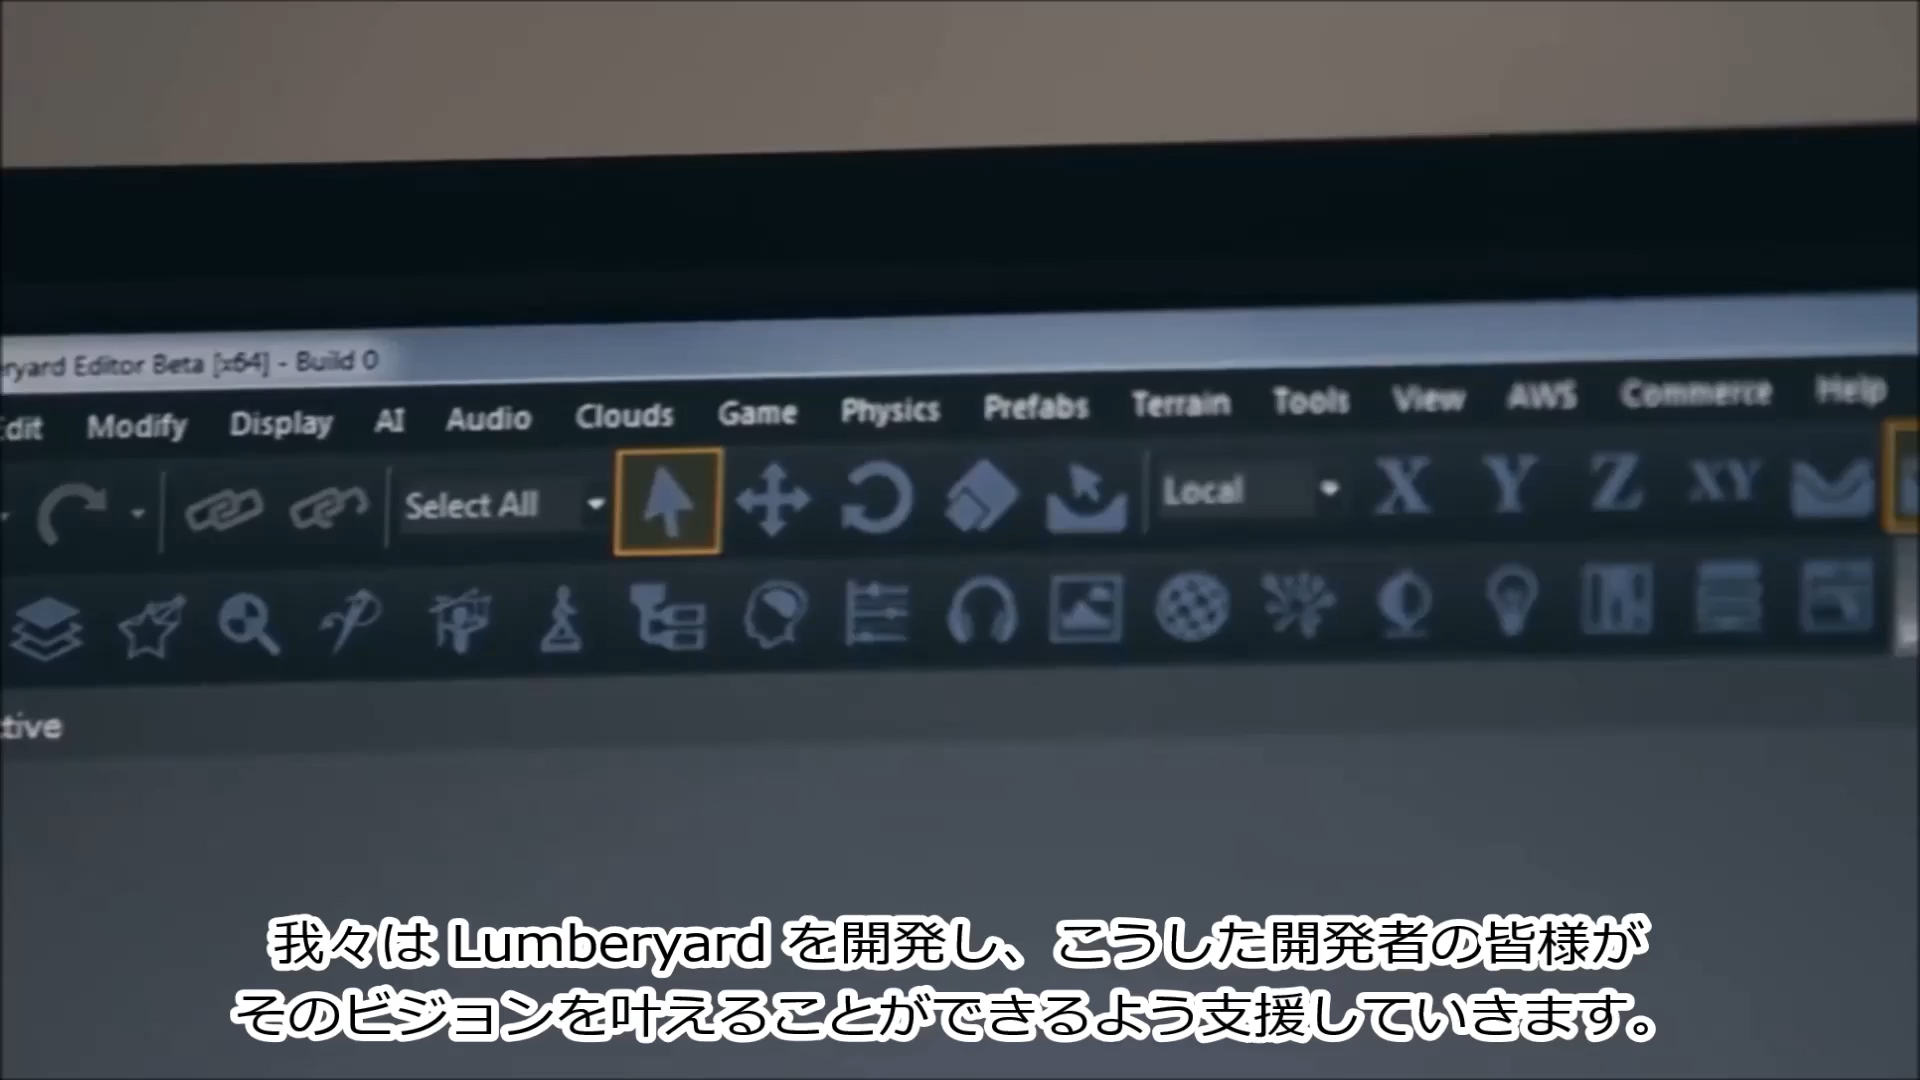 ryard Editor Beta [x64] - Build 0
Edit Modify Display AI Audio Clouds Game Physics Prefabs Terrain Tools View AWS Commerce Help
Select All Local X Y Z XY
ctive
我々は Lumberyard を開発し、こうした開発者の皆様が
そのビジョンを叶えることができるよう支援していきます。